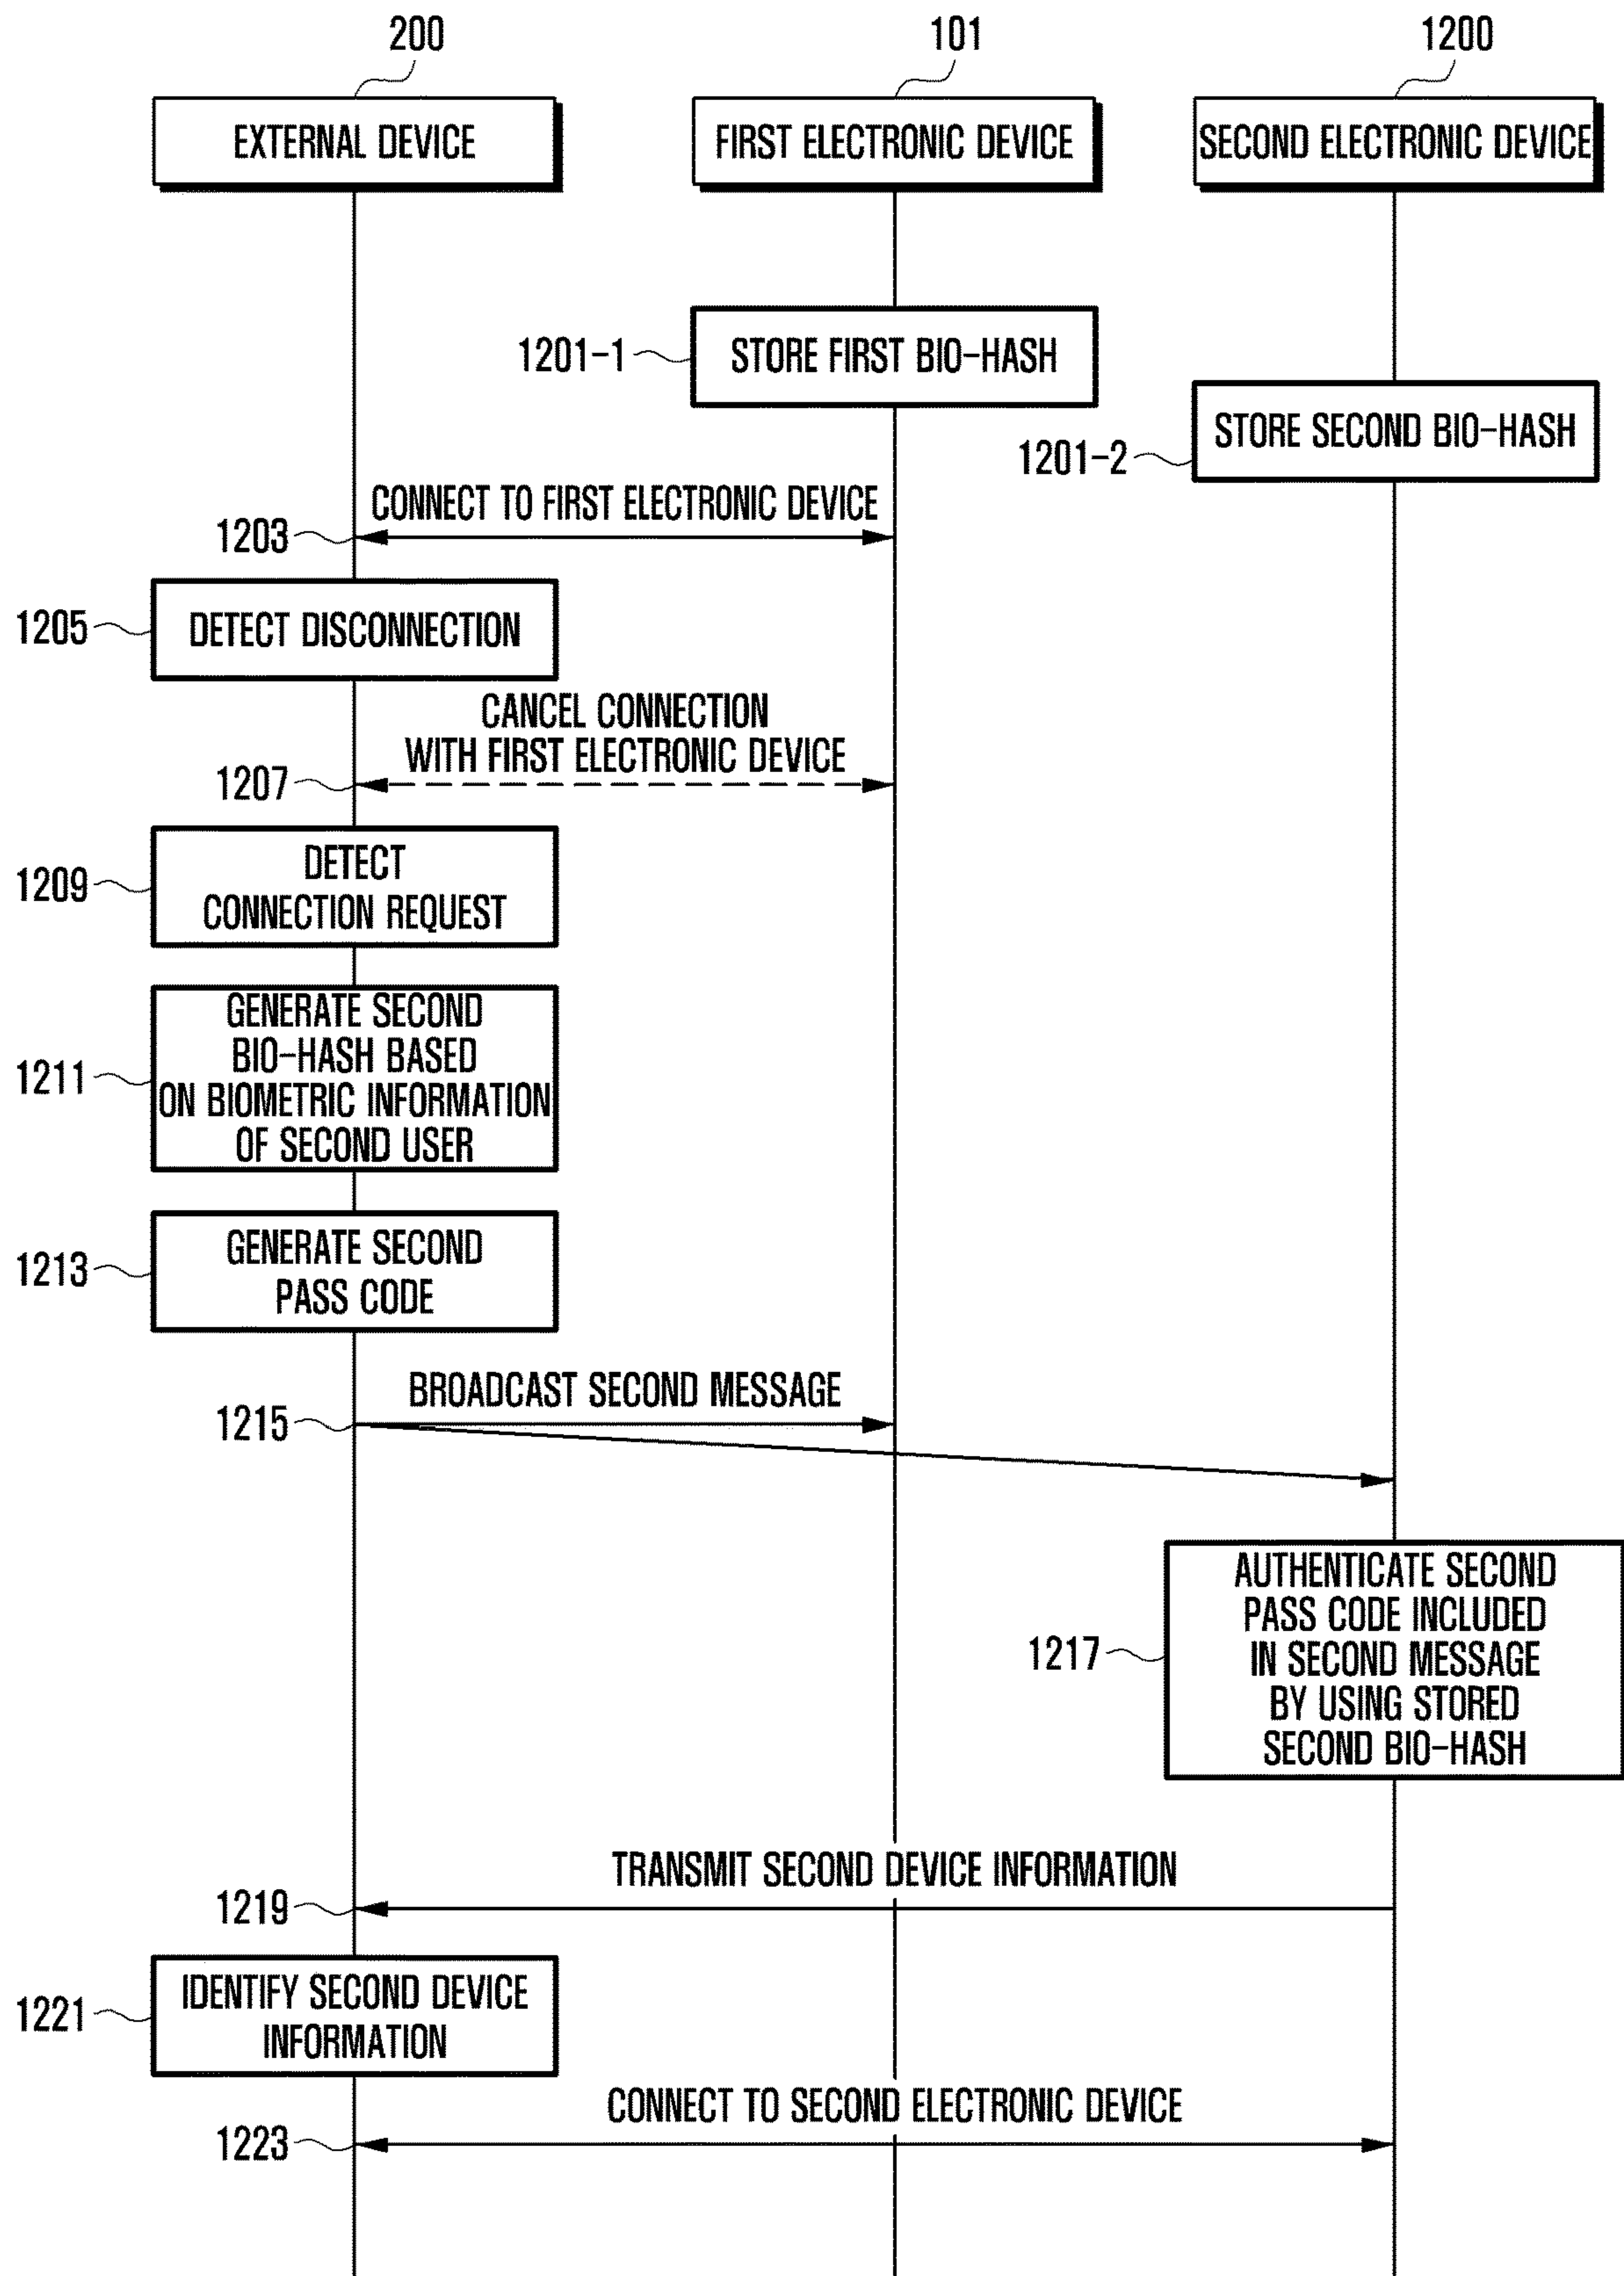 200
101
1200
EXTERNAL DEVICE
FIRST ELECTRONIC DEVICE
SECOND ELECTRONIC DEVICE
1201-1
STORE FIRST BIO-HASH
1201-2
STORE SECOND BIO-HASH
CONNECT TO FIRST ELECTRONIC DEVICE
1203
1205
DETECT DISCONNECTION
CANCEL CONNECTION
WITH FIRST ELECTRONIC DEVICE
1207
1209
DETECT
CONNECTION REQUEST
1211
GENERATE SECOND
BIO-HASH BASED
ON BIOMETRIC INFORMATION
OF SECOND USER
1213
GENERATE SECOND
PASS CODE
BROADCAST SECOND MESSAGE
1215
1217
AUTHENTICATE SECOND
PASS CODE INCLUDED
IN SECOND MESSAGE
BY USING STORED
SECOND BIO-HASH
TRANSMIT SECOND DEVICE INFORMATION
1219
1221
IDENTIFY SECOND DEVICE
INFORMATION
CONNECT TO SECOND ELECTRONIC DEVICE
1223